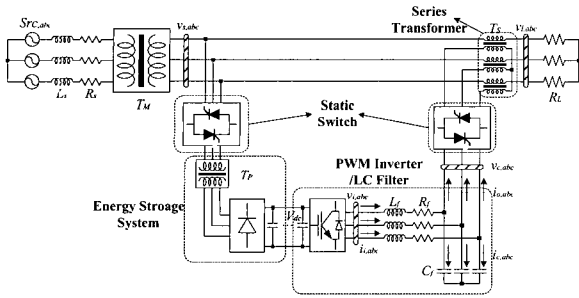 Src,abc
Ls
Rs
TM
vs,abc
Series
Transformer
TS
vl,abc
RL
Static
Switch
TP
Energy Stroage
System
Vdc
PWM Inverter
/LC Filter
vi,abc
Lf
Rf
ii,abc
vc,abc
io,abc
ic,abc
Cf